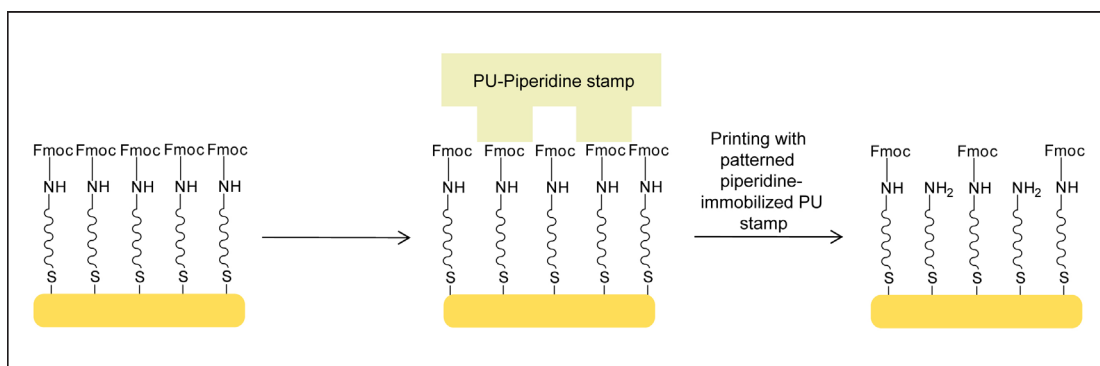 PU-Piperidine stamp
Fmoc Fmoc Fmoc Fmoc Fmoc
NH NH NH NH NH
S S S S S
Fmoc Fmoc Fmoc Fmoc Fmoc
NH NH NH NH NH
S S S S S
Printing with
patterned
piperidine-
immobilized PU
stamp
Fmoc Fmoc Fmoc
NH NH₂ NH NH₂ NH
S S S S S